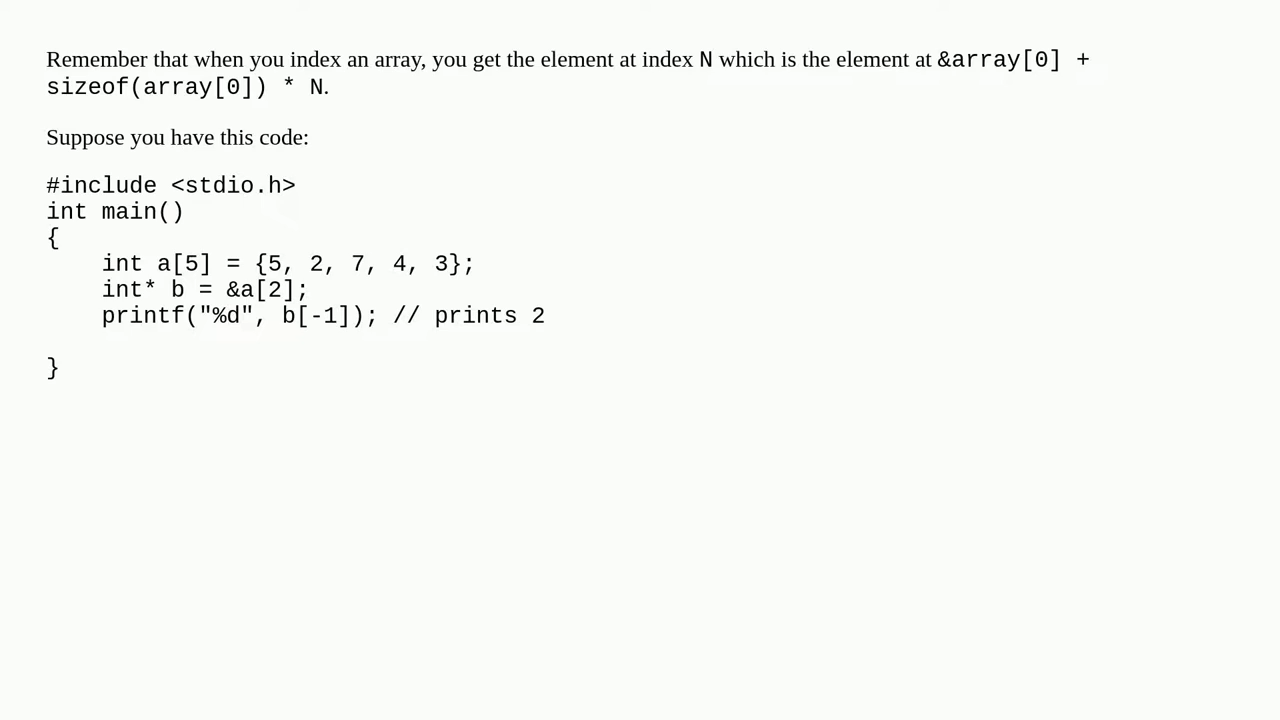 Remember that when you index an array, you get the element at index N which is the element at &array[0] +
sizeof(array[0]) * N.
Suppose you have this code:
#include <stdio.h>
int main()
{
    int a[5] = {5, 2, 7, 4, 3};
    int* b = &a[2];
    printf("%d", b[-1]); // prints 2
}